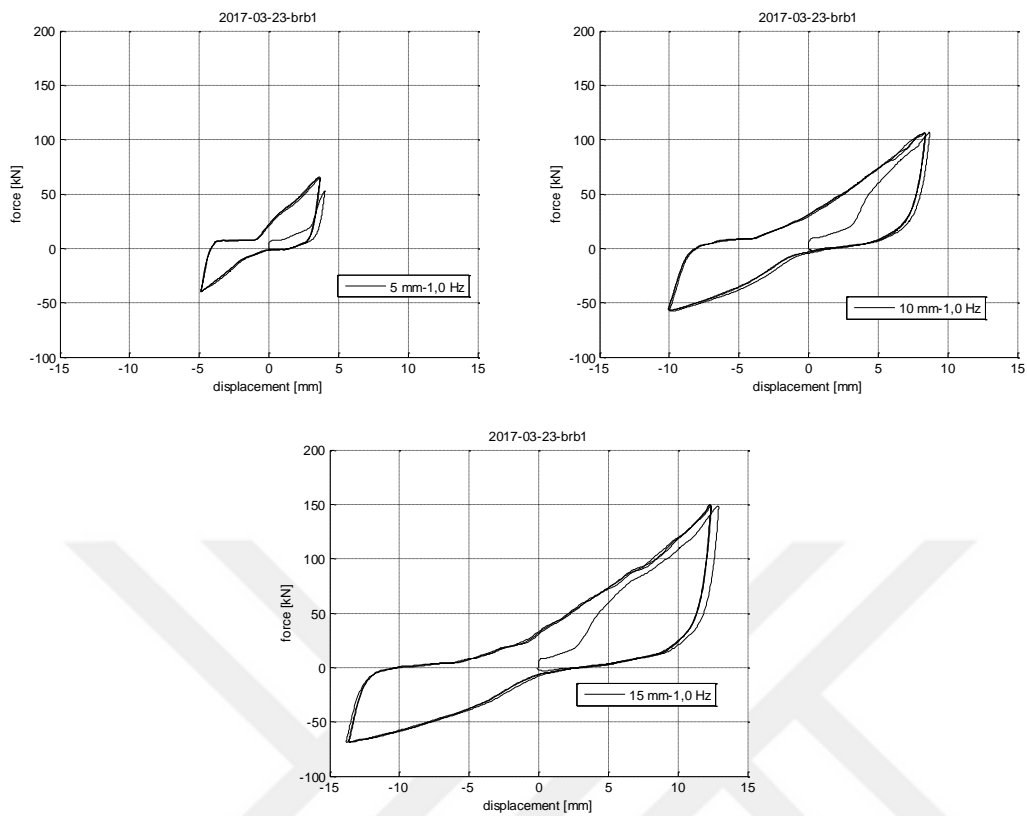 2017-03-23-brb1
200
150
100
50
0
-50
-100
force [kN]
5 mm-1,0 Hz
-15 -10 -5 0 5 10 15
displacement [mm]
2017-03-23-brb1
200
150
100
50
0
-50
-100
force [kN]
10 mm-1,0 Hz
-15 -10 -5 0 5 10 15
displacement [mm]
2017-03-23-brb1
200
150
100
50
0
-50
-100
force [kN]
15 mm-1,0 Hz
-15 -10 -5 0 5 10 15
displacement [mm]